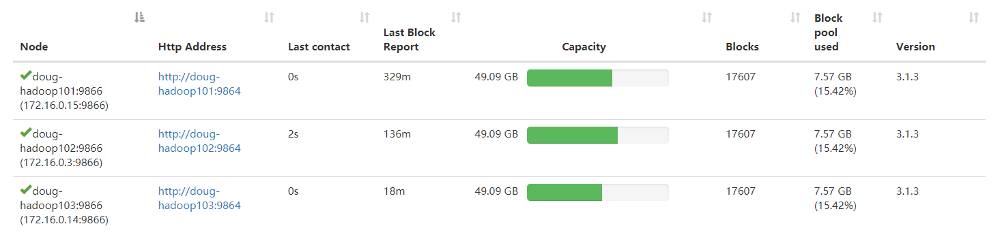 Node Http Address Last contact Last Block Report Capacity Blocks Block pool used Version
doug-hadoop101:9866 (172.16.0.15:9866) http://doug-hadoop101:9864 0s 329m 49.09 GB 17607 7.57 GB (15.42%) 3.1.3
doug-hadoop102:9866 (172.16.0.3:9866) http://doug-hadoop102:9864 2s 136m 49.09 GB 17607 7.57 GB (15.42%) 3.1.3
doug-hadoop103:9866 (172.16.0.14:9866) http://doug-hadoop103:9864 0s 18m 49.09 GB 17607 7.57 GB (15.42%) 3.1.3